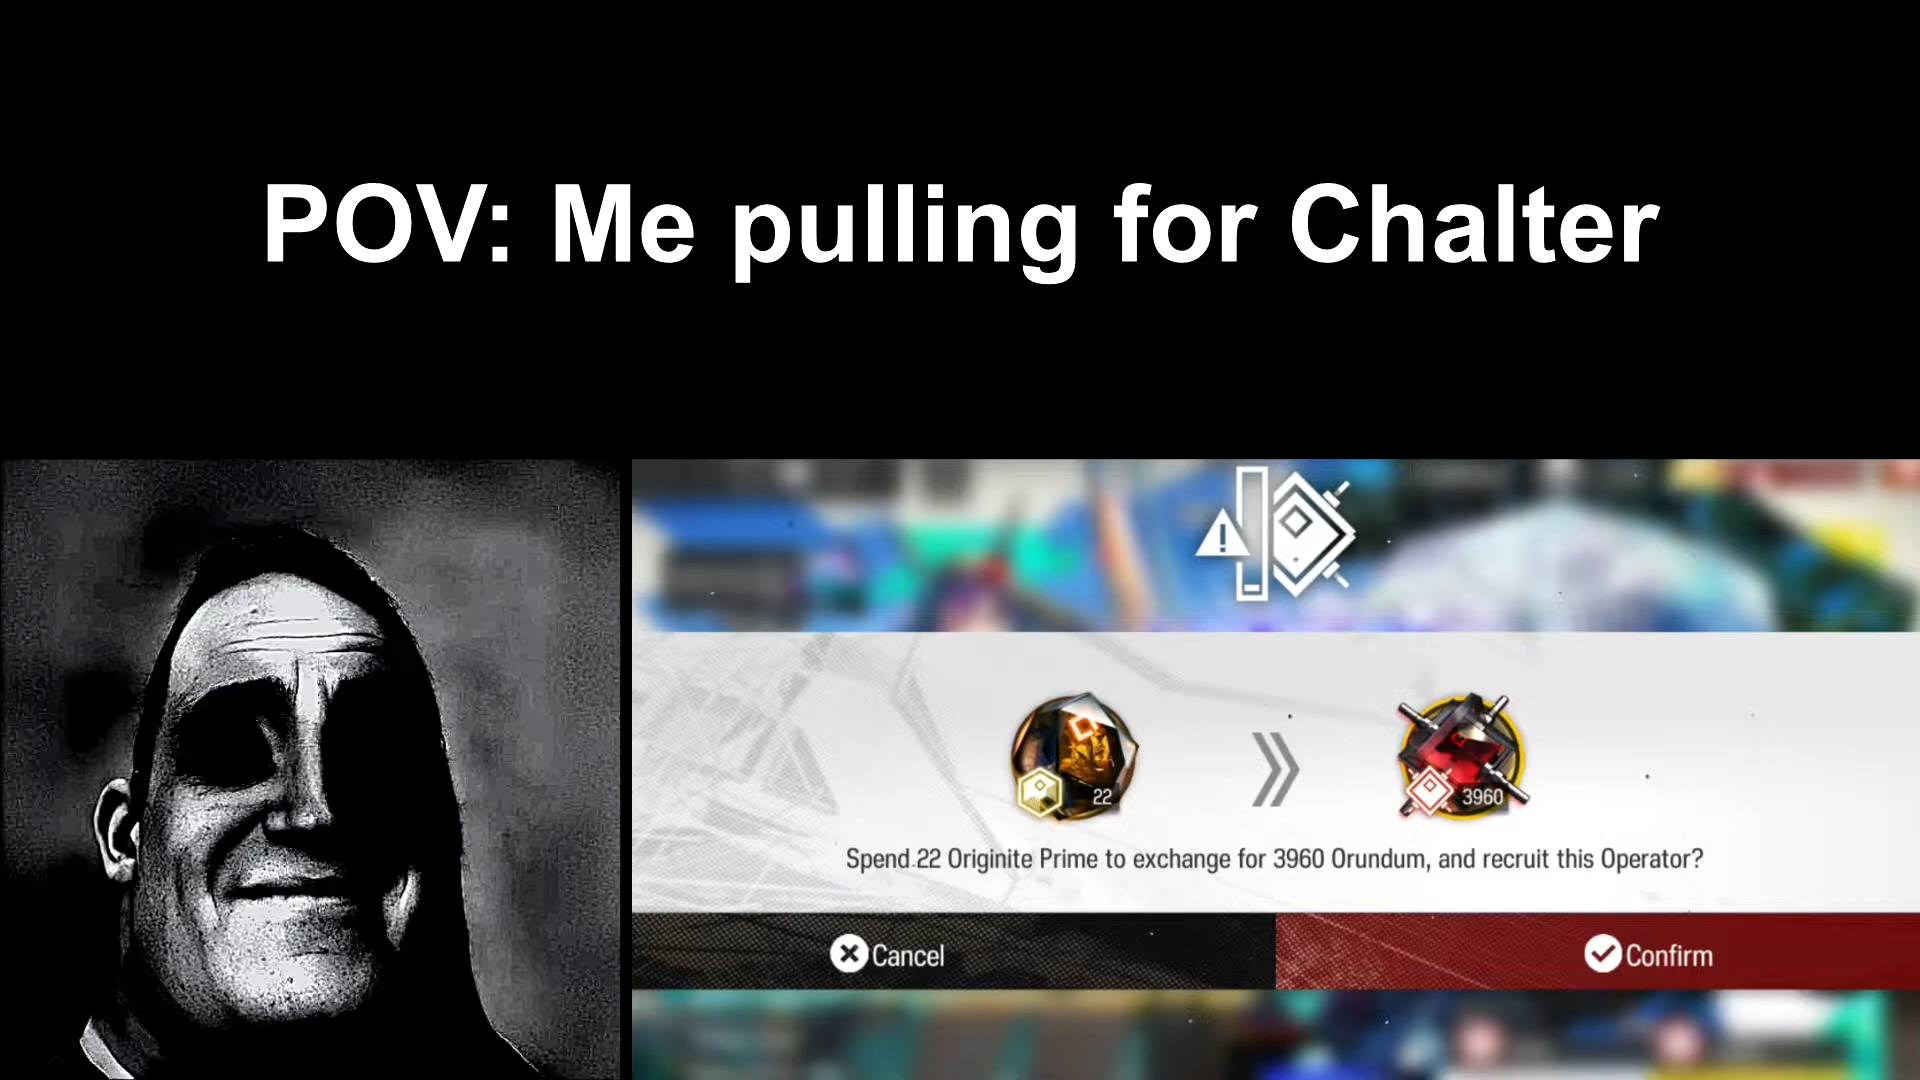 POV: Me pulling for Chalter
22
3960
Spend 22 Originite Prime to exchange for 3960 Orundum, and recruit this Operator?
Cancel
Confirm